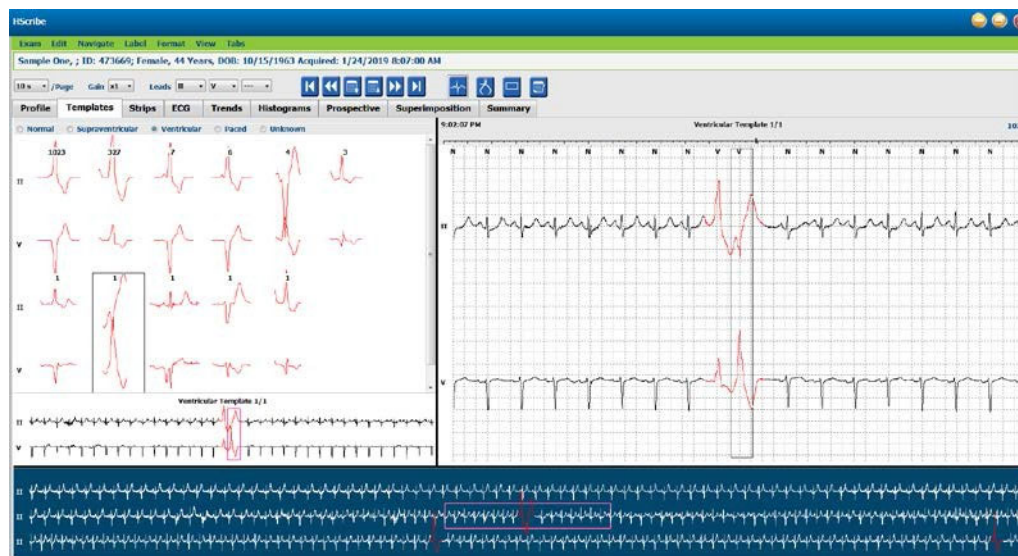 HScribe
Exam Edit Navigate Label Format View Tabs
Sample One, ; ID: 473669; Female, 44 Years, DOB: 10/15/1963 Acquired: 1/24/2019 8:07:00 AM
10 s /Page Gain x1 Leads II V ---
Profile Templates Strips ECG Trends Histograms Prospective Superimposition Summary
Normal Supraventricular Ventricular Paced Unknown
9:02:07 PM Ventricular Template 1/1
1023 327 7 6 4 3
N N N N N N N N V V N N N N N N N
II
V
1 1 1 1 1
II
V
II
V
Ventricular Template 1/1
II
V
II
II
II